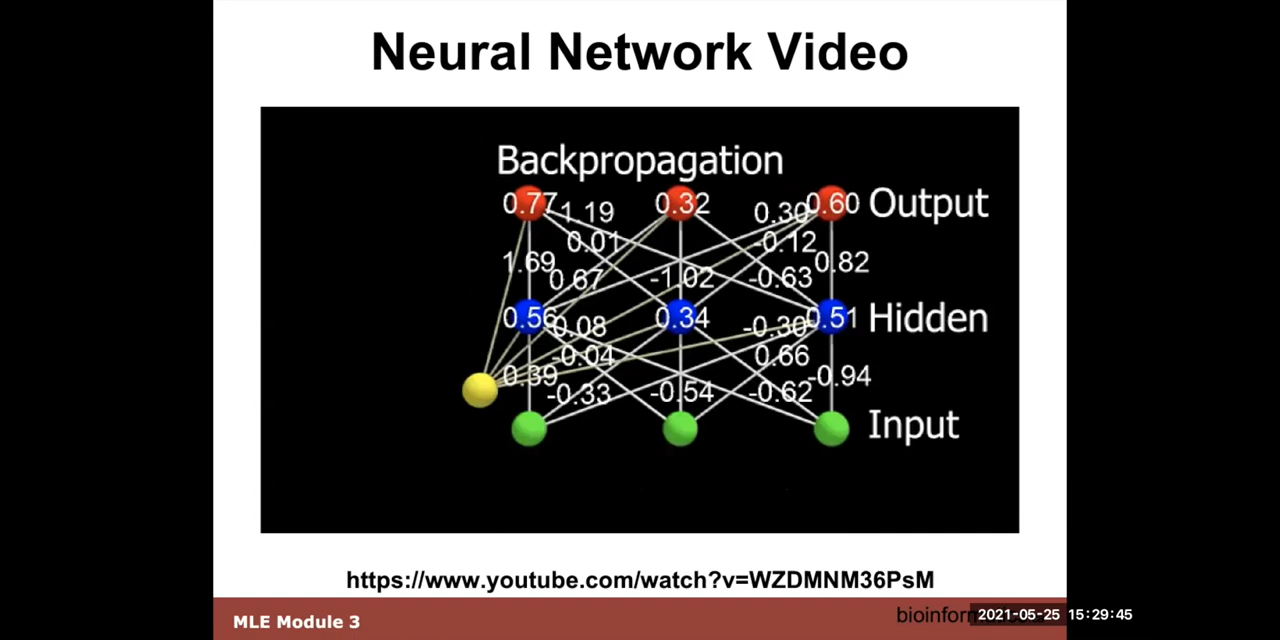 Neural Network Video
Backpropagation
0.77 1.19 0.32 0.30 0.60 Output
0.01 -0.12
1.69 0.67 -1.02 -0.63 0.82
0.56 0.08 0.34 -0.30 0.51 Hidden
-0.04 0.66
0.39 -0.33 -0.54 -0.62 -0.94
Input
https://www.youtube.com/watch?v=WZDMNM36PsM
MLE Module 3
2021-05-25 15:29:45